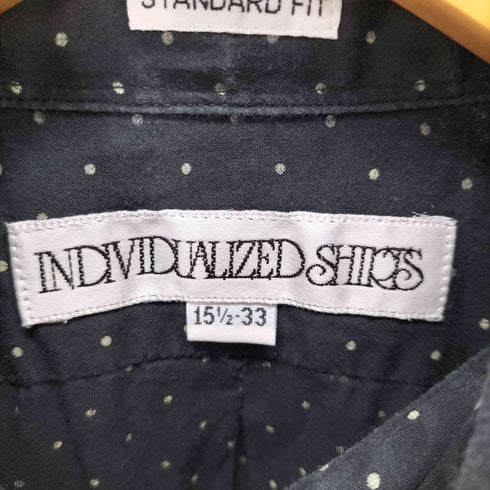 STANDARD FIT
INDIVIDUALIZED SHIRTS
15½-33